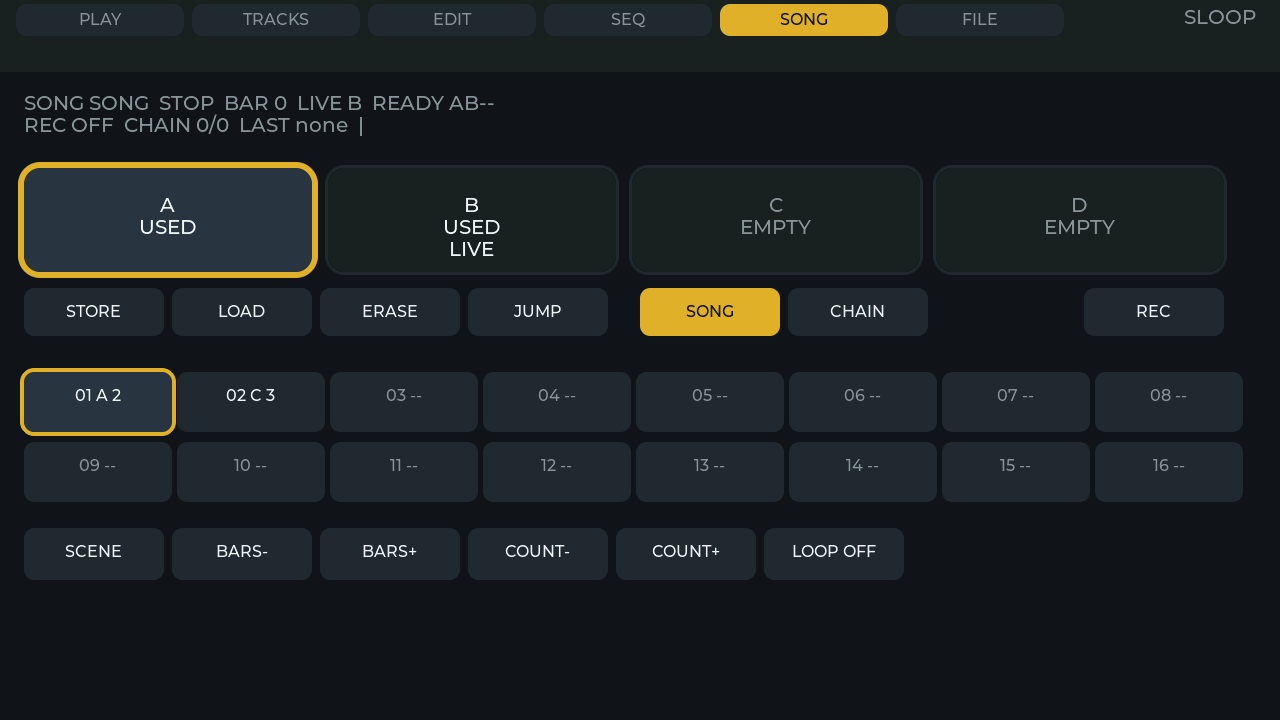 PLAY TRACKS EDIT SEQ SONG FILE SLOOP
SONG SONG STOP BAR 0 LIVE B READY AB--
REC OFF CHAIN 0/0 LAST none |
A
USED
B
USED
LIVE
C
EMPTY
D
EMPTY
STORE LOAD ERASE JUMP SONG CHAIN REC
01 A 2 02 C 3 03 -- 04 -- 05 -- 06 -- 07 -- 08 --
09 -- 10 -- 11 -- 12 -- 13 -- 14 -- 15 -- 16 --
SCENE BARS- BARS+ COUNT- COUNT+ LOOP OFF